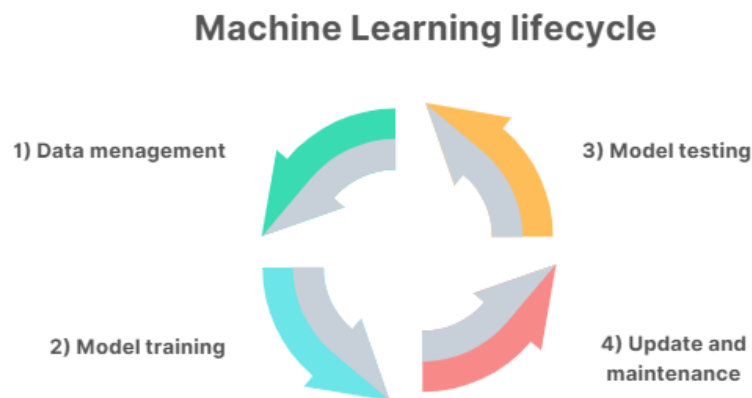 Machine Learning lifecycle
1) Data menagement
3) Model testing
2) Model training
4) Update and
maintenance